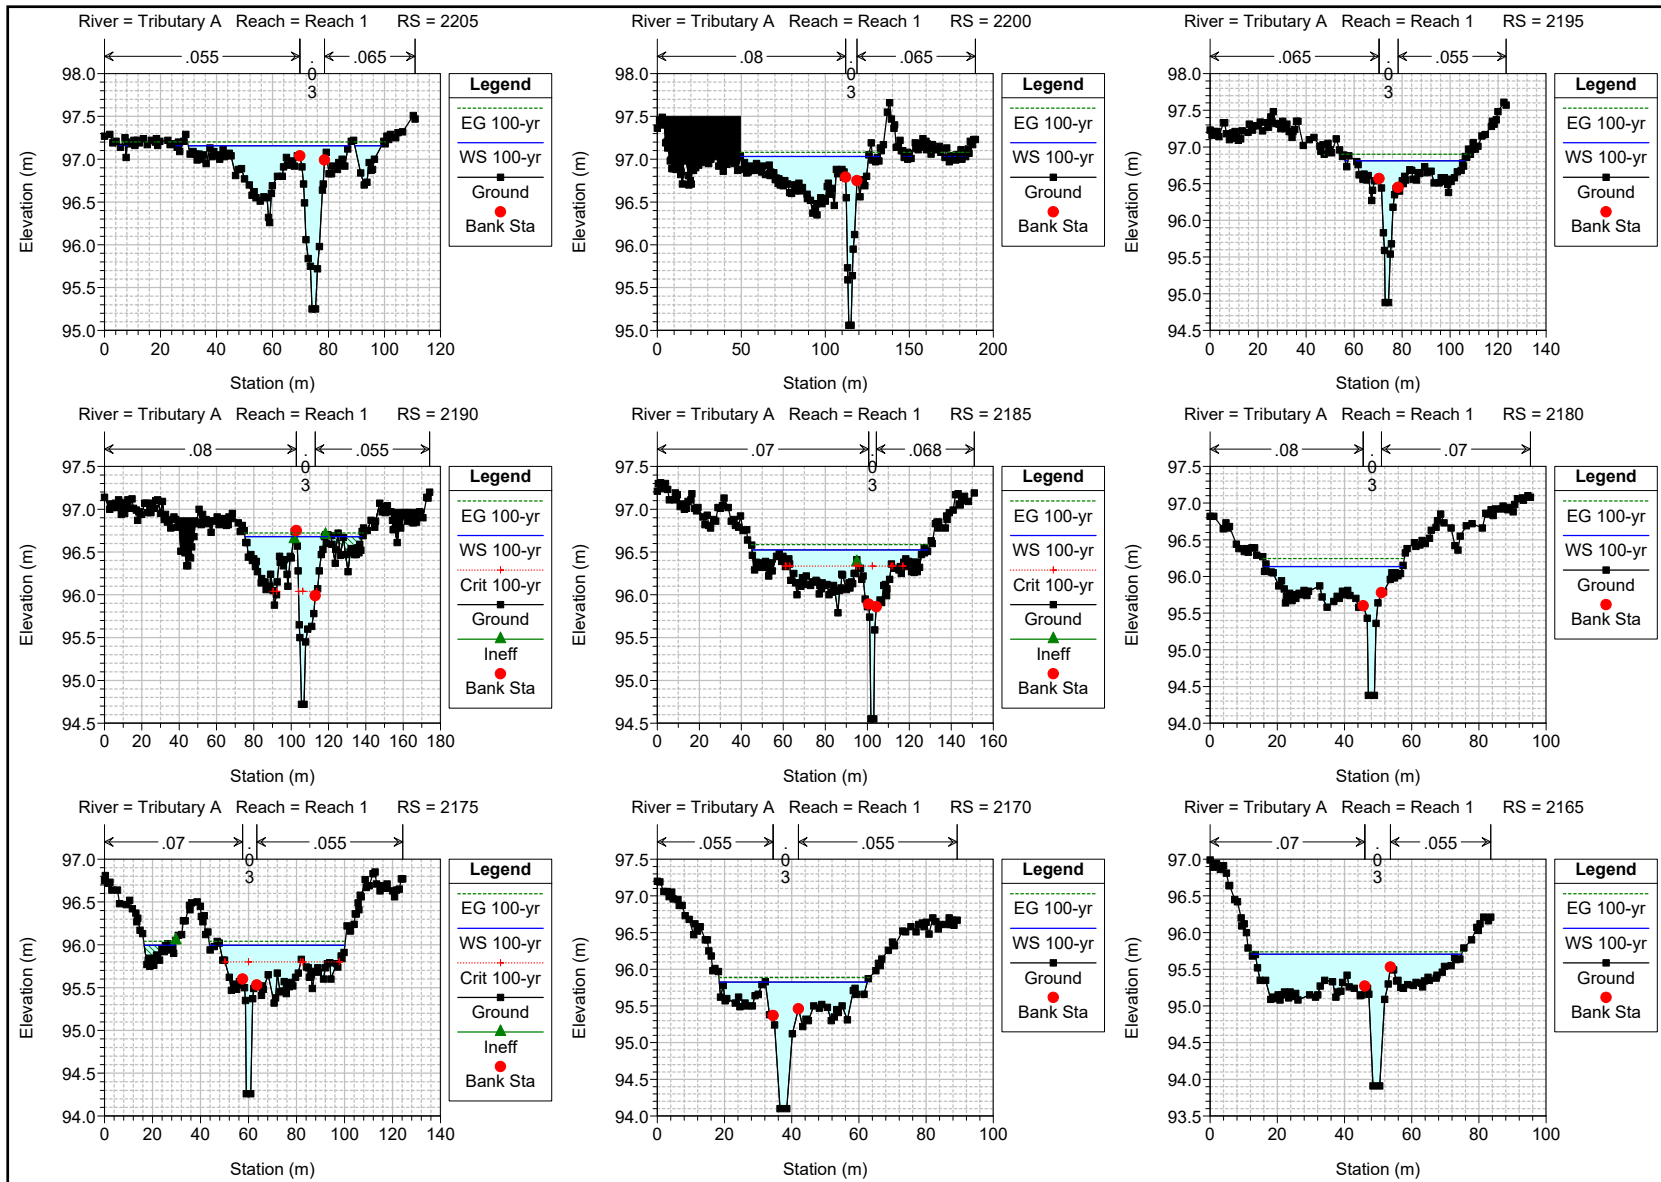 River = Tributary A   Reach = Reach 1   RS = 2205
.055
.03
.065
98.0
97.5
97.0
96.5
96.0
95.5
95.0
0 20 40 60 80 100 120
Elevation (m)
Station (m)
Legend
EG 100-yr
WS 100-yr
Ground
Bank Sta
River = Tributary A   Reach = Reach 1   RS = 2200
.08
.03
.065
98.0
97.5
97.0
96.5
96.0
95.5
95.0
0 50 100 150 200
Elevation (m)
Station (m)
Legend
EG 100-yr
WS 100-yr
Ground
Bank Sta
River = Tributary A   Reach = Reach 1   RS = 2195
.065
.03
.055
98.0
97.5
97.0
96.5
96.0
95.5
95.0
94.5
0 20 40 60 80 100 120 140
Elevation (m)
Station (m)
Legend
EG 100-yr
WS 100-yr
Ground
Bank Sta
River = Tributary A   Reach = Reach 1   RS = 2190
.08
.03
.055
97.5
97.0
96.5
96.0
95.5
95.0
94.5
0 20 40 60 80 100 120 140 160 180
Elevation (m)
Station (m)
Legend
EG 100-yr
WS 100-yr
Crit 100-yr
Ground
Ineff
Bank Sta
River = Tributary A   Reach = Reach 1   RS = 2185
.07
.03
.068
97.5
97.0
96.5
96.0
95.5
95.0
94.5
0 20 40 60 80 100 120 140 160
Elevation (m)
Station (m)
Legend
EG 100-yr
WS 100-yr
Crit 100-yr
Ground
Ineff
Bank Sta
River = Tributary A   Reach = Reach 1   RS = 2180
.08
.03
.07
97.5
97.0
96.5
96.0
95.5
95.0
94.5
94.0
0 20 40 60 80 100
Elevation (m)
Station (m)
Legend
EG 100-yr
WS 100-yr
Ground
Bank Sta
River = Tributary A   Reach = Reach 1   RS = 2175
.07
.03
.055
97.0
96.5
96.0
95.5
95.0
94.5
94.0
0 20 40 60 80 100 120 140
Elevation (m)
Station (m)
Legend
EG 100-yr
WS 100-yr
Crit 100-yr
Ground
Ineff
Bank Sta
River = Tributary A   Reach = Reach 1   RS = 2170
.055
.03
.055
97.5
97.0
96.5
96.0
95.5
95.0
94.5
94.0
0 20 40 60 80 100
Elevation (m)
Station (m)
Legend
EG 100-yr
WS 100-yr
Ground
Bank Sta
River = Tributary A   Reach = Reach 1   RS = 2165
.07
.03
.055
97.0
96.5
96.0
95.5
95.0
94.5
94.0
93.5
0 20 40 60 80 100
Elevation (m)
Station (m)
Legend
EG 100-yr
WS 100-yr
Ground
Bank Sta